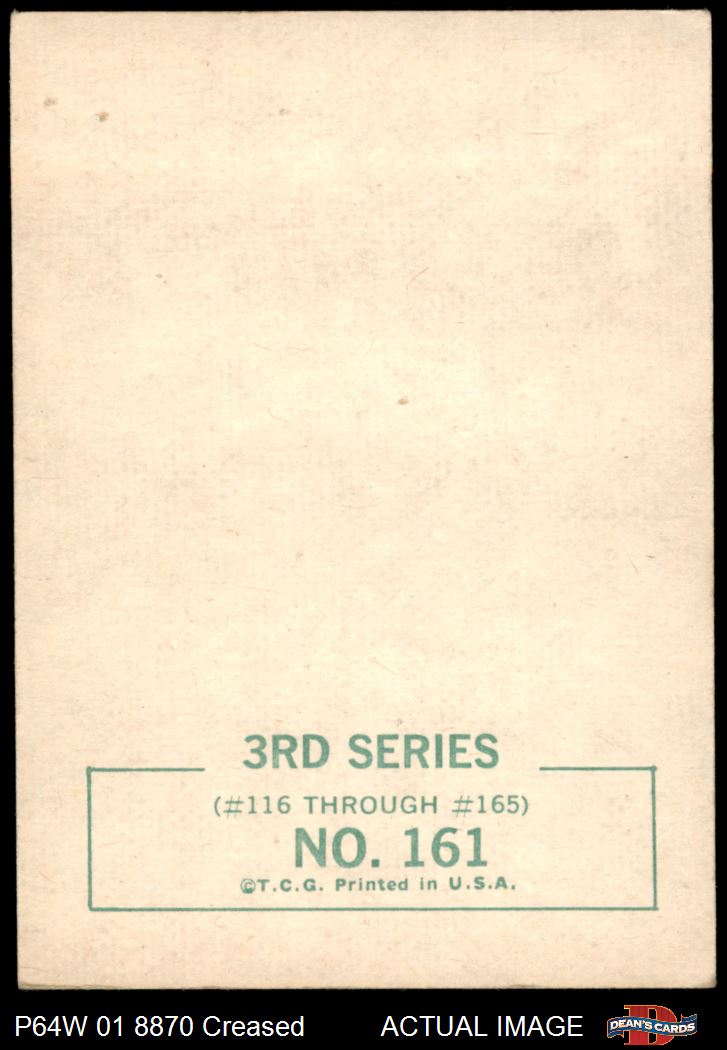 3RD SERIES
(#116 THROUGH #165)
NO. 161
©T.C.G. Printed in U.S.A.
P64W 01 8870 Creased ACTUAL IMAGE
D
DEAN'S CARDS